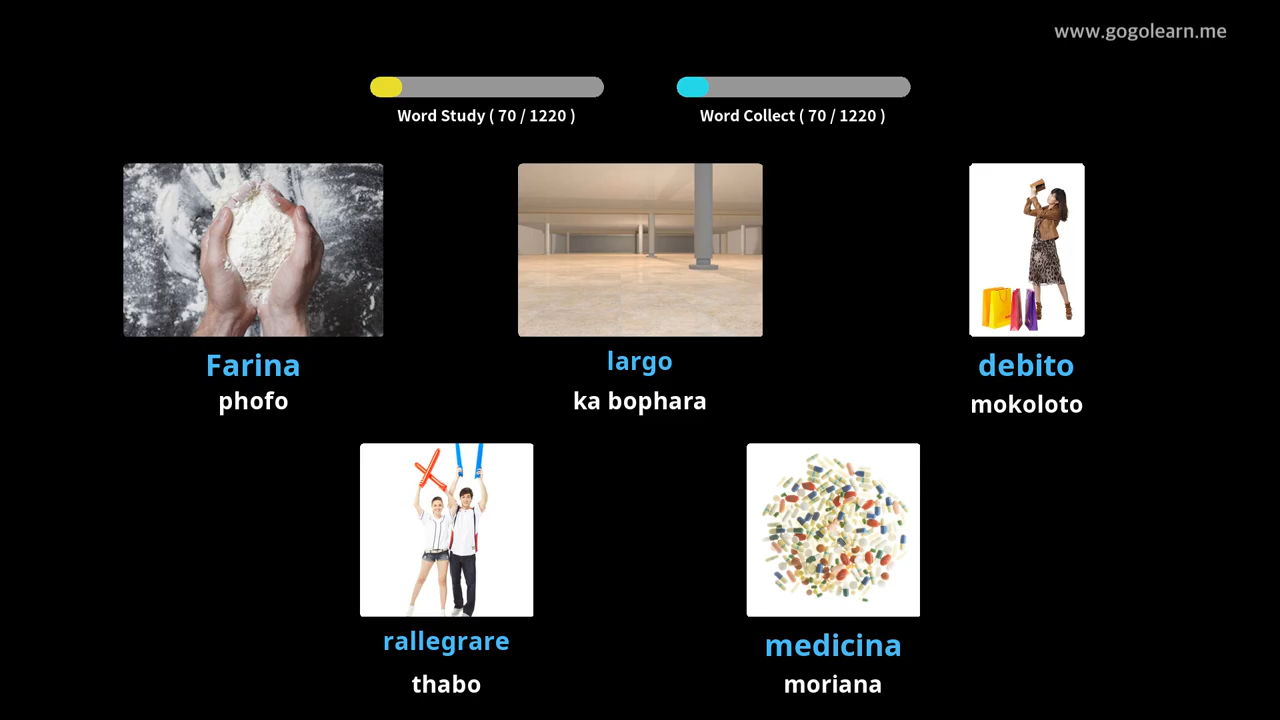 www.gogolearn.me
Word Study ( 70 / 1220 )
Word Collect ( 70 / 1220 )
Farina
phofo
largo
ka bophara
debito
mokoloto
rallegrare
thabo
medicina
moriana